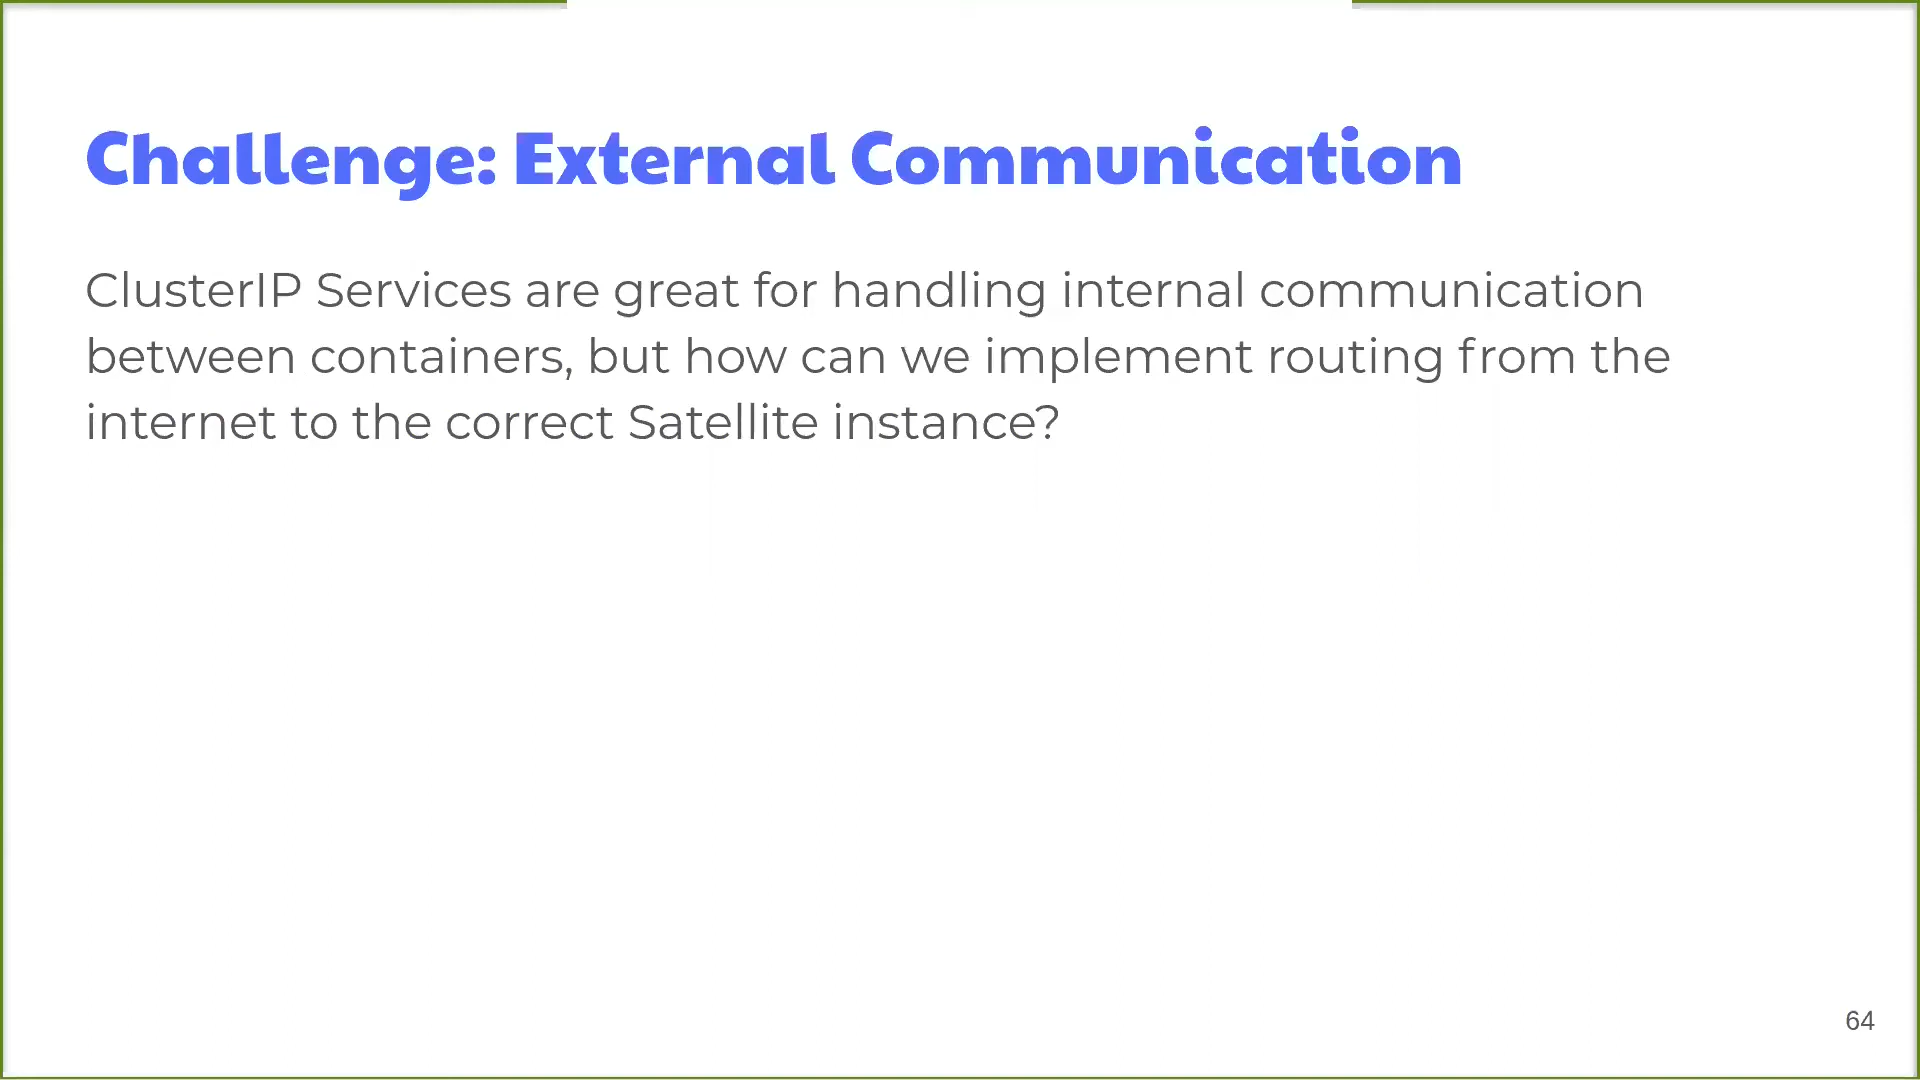 Challenge: External Communication
ClusterIP Services are great for handling internal communication
between containers, but how can we implement routing from the
internet to the correct Satellite instance?
64